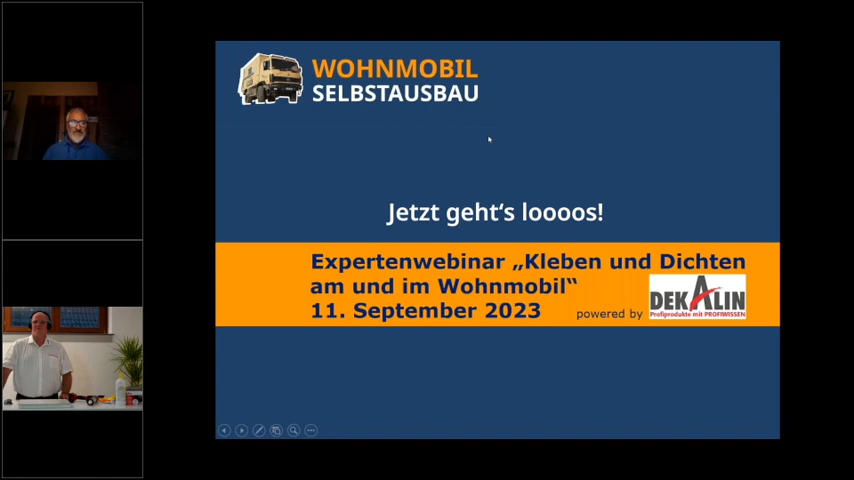 WOHNMOBIL
SELBSTAUSBAU
Jetzt geht‘s loooos!
Expertenwebinar „Kleben und Dichten
am und im Wohnmobil“
11. September 2023
powered by
DEKALIN
Profiprodukte mit PROFIWISSEN